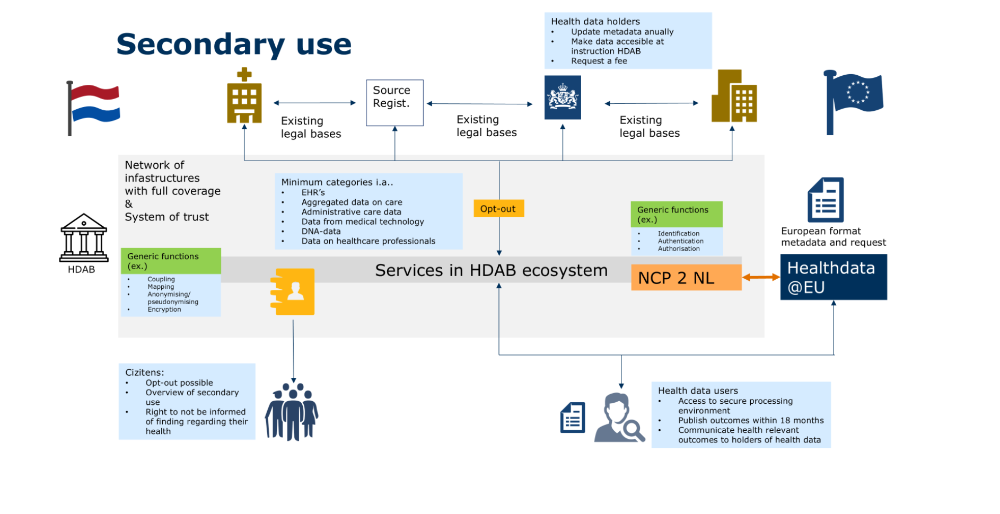 Secondary use
Health data holders
• Update metadata anually
• Make data accesible at
instruction HDAB
• Request a fee
Source
Regist.
Existing
legal bases
Existing
legal bases
Existing
legal bases
Network of
infastructures
with full coverage
&
System of trust
Minimum categories i.a..
• EHR's
• Aggregated data on care
• Administrative care data
• Data from medical technology
• DNA-data
• Data on healthcare professionals
Opt-out
Generic functions
(ex.)
• Identification
• Authentication
• Authorisation
European format
metadata and request
HDAB
Generic functions
(ex.)
• Coupling
• Mapping
• Anonymising/
pseudonymising
• Encryption
Services in HDAB ecosystem
NCP 2 NL
Healthdata
@EU
Cizitens:
• Opt-out possible
• Overview of secondary
use
• Right to not be informed
of finding regarding their
health
Health data users
• Access to secure processing
environment
• Publish outcomes within 18 months
• Communicate health relevant
outcomes to holders of health data